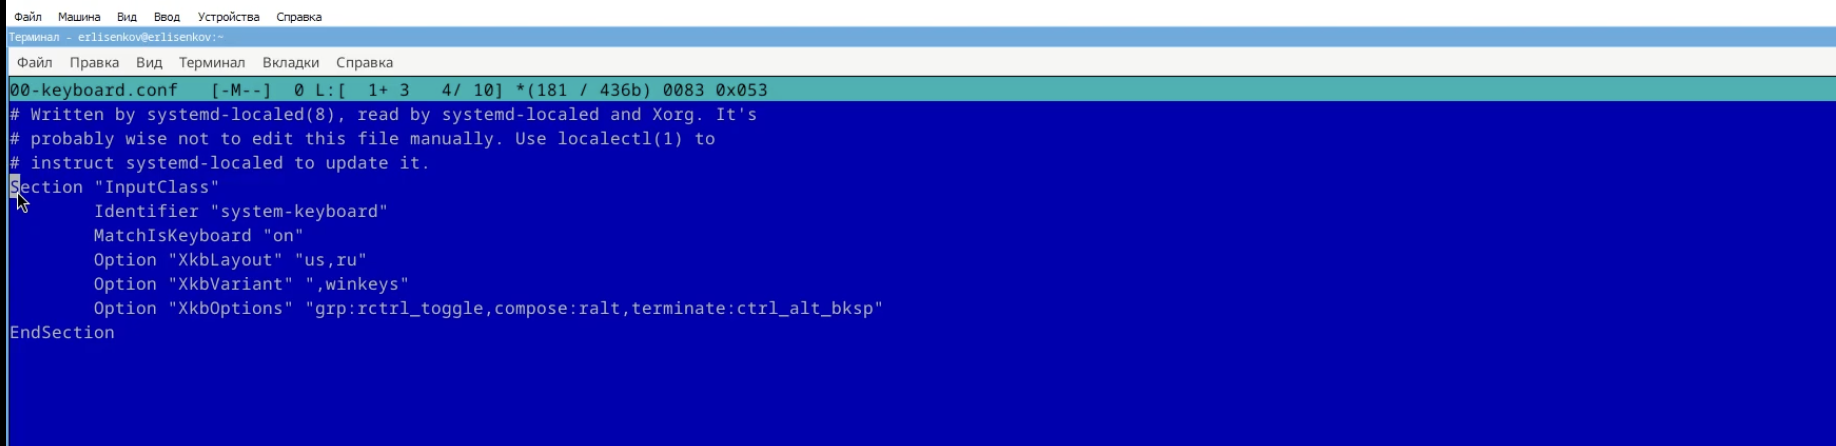 Файл Машина Вид Ввод Устройства Справка
Терминал - erlisenkov@erlisenkov:~
Файл Правка Вид Терминал Вкладки Справка
00-keyboard.conf [-M--] 0 L:[ 1+ 3 4/ 10] *(181 / 436b) 0083 0x053
# Written by systemd-localed(8), read by systemd-localed and Xorg. It's
# probably wise not to edit this file manually. Use localectl(1) to
# instruct systemd-localed to update it.
Section "InputClass"
Identifier "system-keyboard"
MatchIsKeyboard "on"
Option "XkbLayout" "us,ru"
Option "XkbVariant" ",winkeys"
Option "XkbOptions" "grp:rctrl_toggle,compose:ralt,terminate:ctrl_alt_bksp"
EndSection